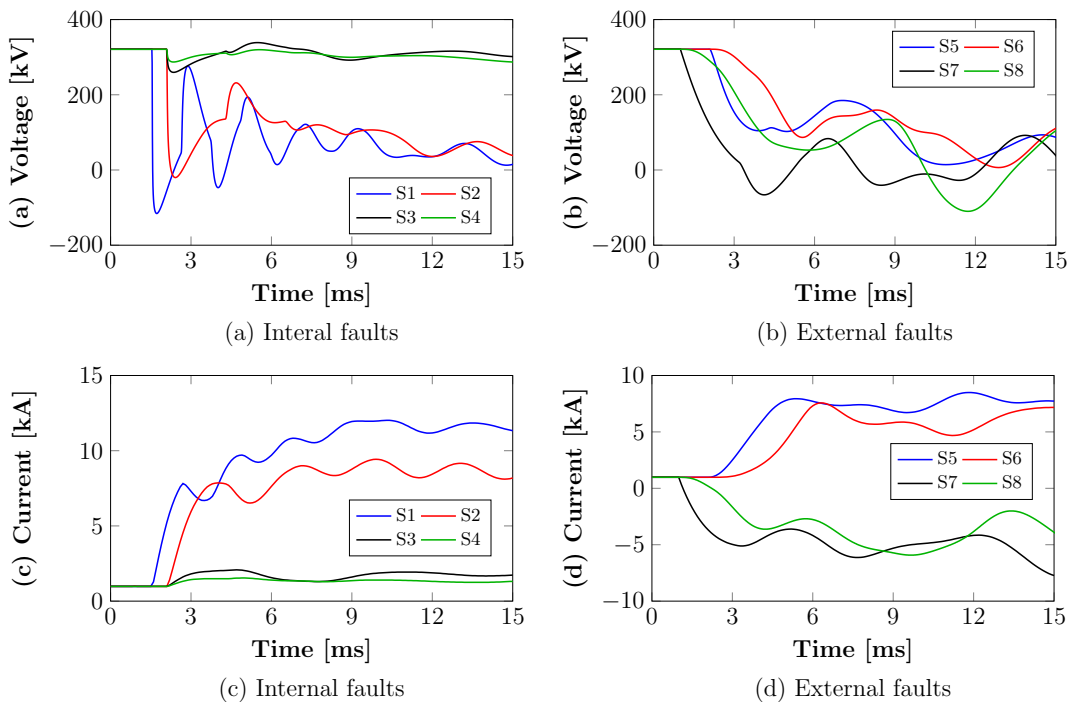 400
200
0
−200
(a) Voltage [kV]
S1 S2
S3 S4
0 3 6 9 12 15
Time [ms]
(a) Interal faults
400
200
0
−200
(b) Voltage [kV]
S5 S6
S7 S8
0 3 6 9 12 15
Time [ms]
(b) External faults
15
10
5
0
(c) Current [kA]
S1 S2
S3 S4
0 3 6 9 12 15
Time [ms]
(c) Internal faults
10
5
0
−5
−10
(d) Current [kA]
S5 S6
S7 S8
0 3 6 9 12 15
Time [ms]
(d) External faults